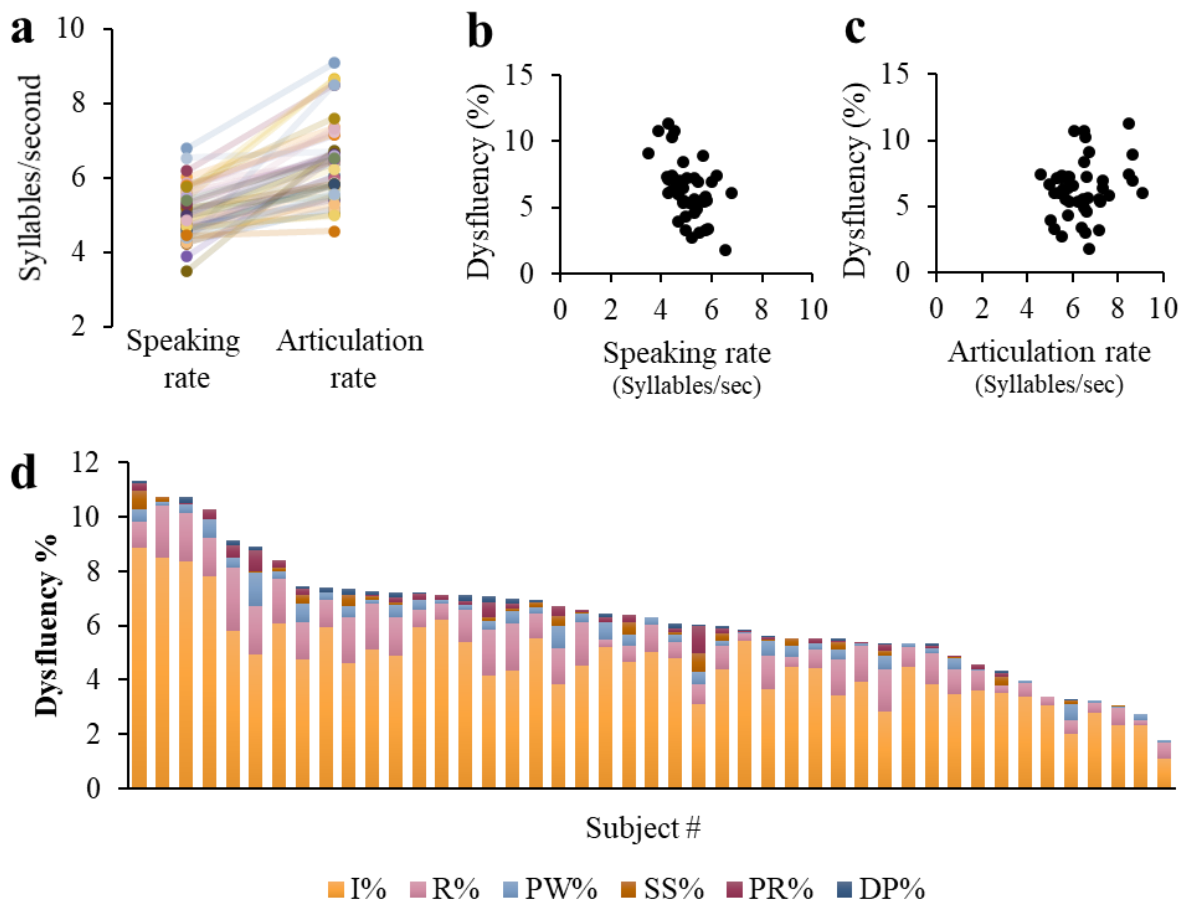 a
10
8
6
4
2
Syllables/second
Speaking rate
Articulation rate
b
15
10
5
0
Dysfluency (%)
0 2 4 6 8 10
Speaking rate
(Syllables/sec)
c
15
10
5
0
Dysfluency (%)
0 2 4 6 8 10
Articulation rate
(Syllables/sec)
d
12
10
8
6
4
2
0
Dysfluency %
Subject #
I% R% PW% SS% PR% DP%